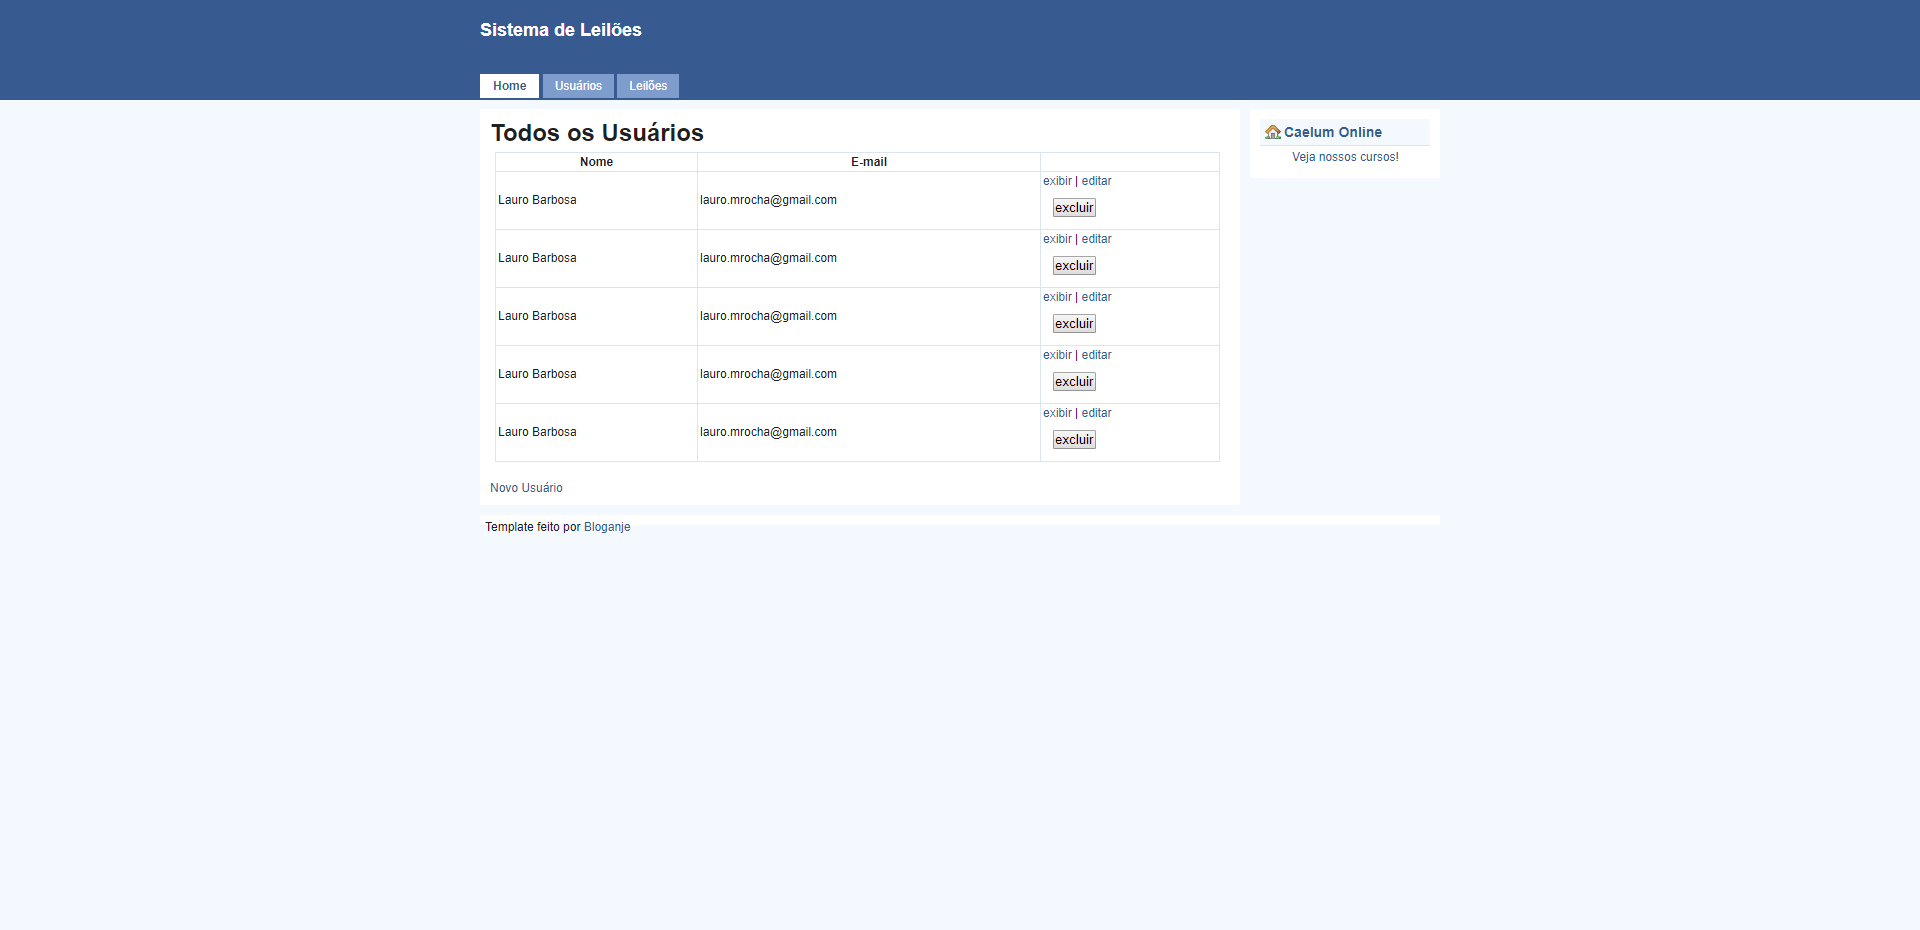 Sistema de Leilões
Home Usuários Leilões
Todos os Usuários
Nome E-mail
Lauro Barbosa lauro.mrocha@gmail.com exibir | editar
excluir
Lauro Barbosa lauro.mrocha@gmail.com exibir | editar
excluir
Lauro Barbosa lauro.mrocha@gmail.com exibir | editar
excluir
Lauro Barbosa lauro.mrocha@gmail.com exibir | editar
excluir
Lauro Barbosa lauro.mrocha@gmail.com exibir | editar
excluir
Novo Usuário
Caelum Online
Veja nossos cursos!
Template feito por Bloganje